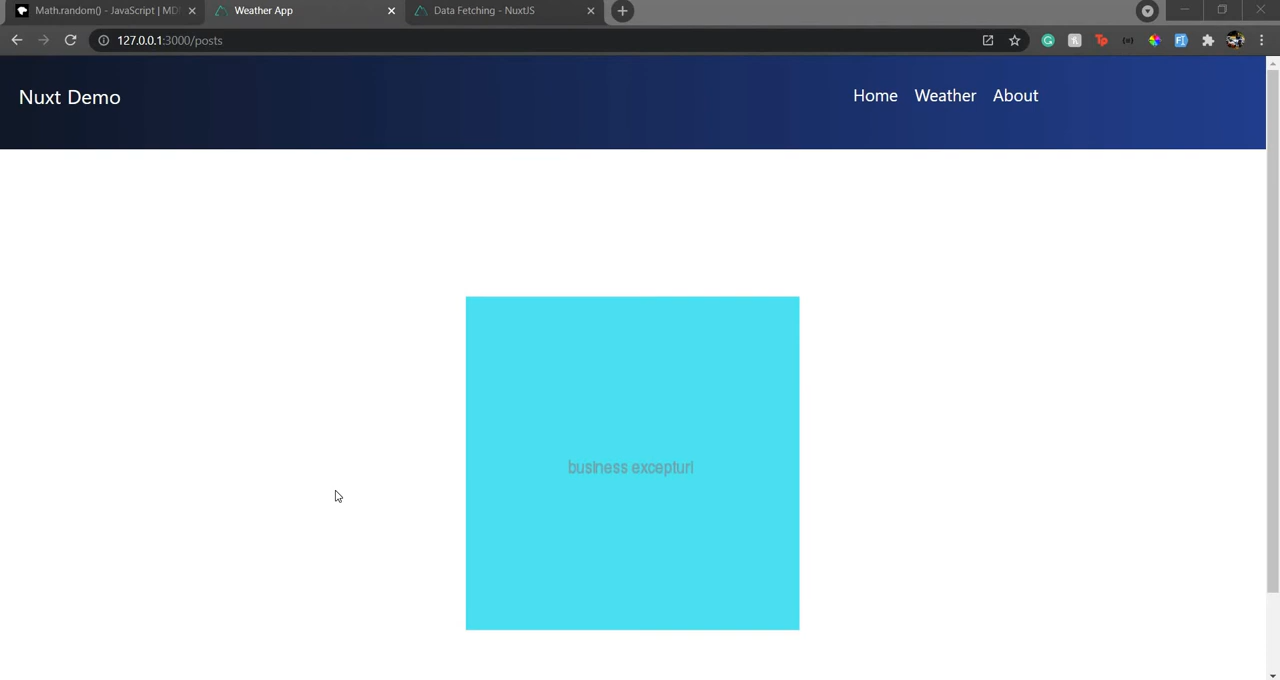 Math.random() - JavaScript | MD
Weather App
Data Fetching - NuxtJS
127.0.0.1:3000/posts
Nuxt Demo
Home
Weather
About
business excepturi